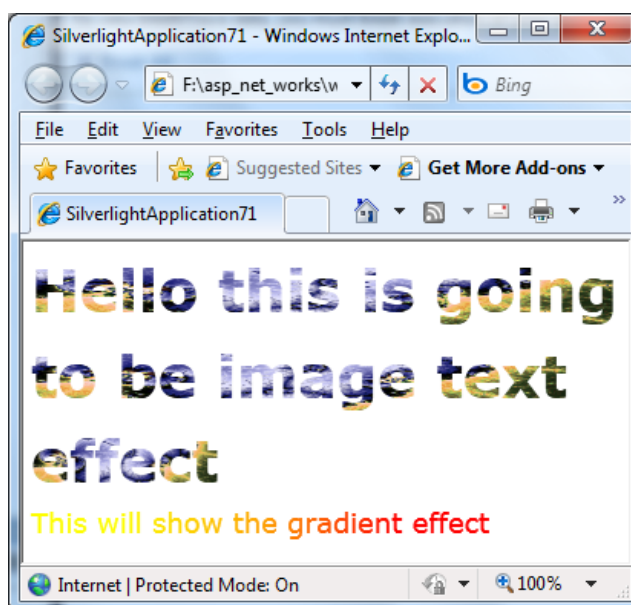 SilverlightApplication71 - Windows Internet Explo...
F:\asp_net_works\w
Bing
File Edit View Favorites Tools Help
Favorites Suggested Sites Get More Add-ons
SilverlightApplication71 »
Hello this is going
to be image text
effect
This will show the gradient effect
Internet | Protected Mode: On 100%